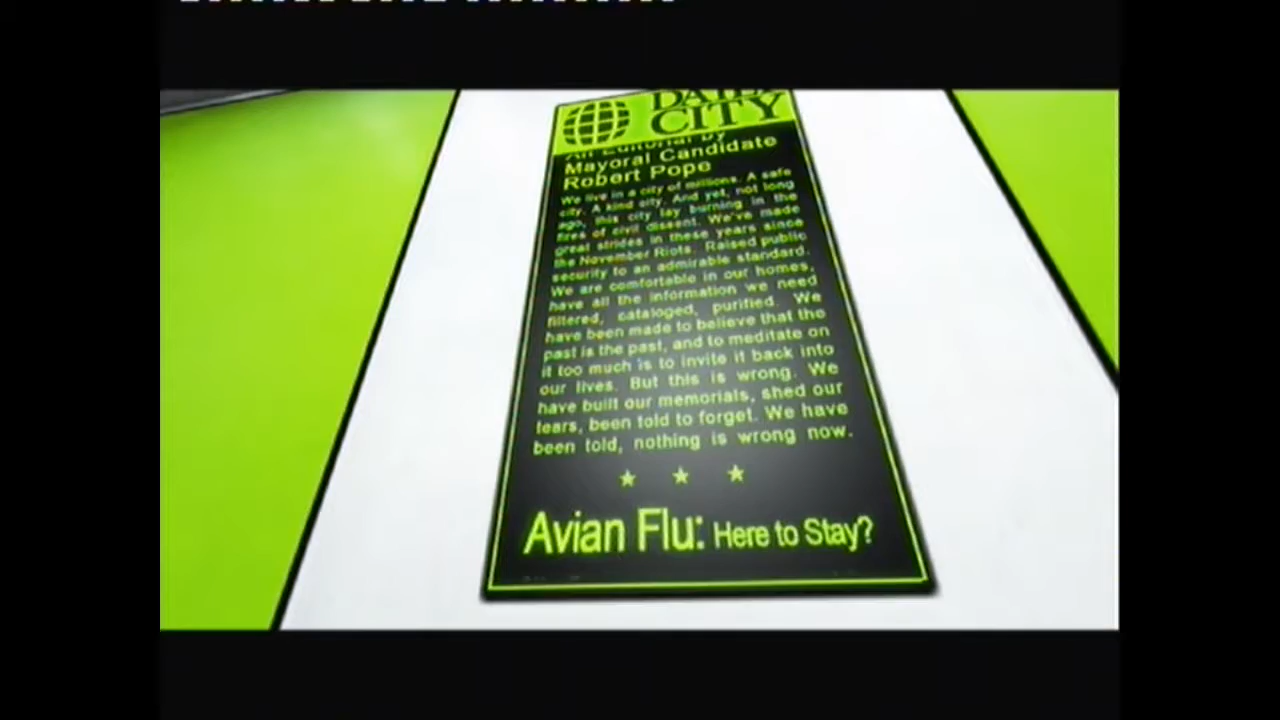 DAILY
CITY
An Editorial by
Mayoral Candidate
Robert Pope
We live in a city of millions. A safe
city. A kind city. And yet, not long
ago, this city lay burning in the
fires of civil dissent. We've made
great strides in these years since
the November Riots. Raised public
security to an admirable standard.
We are comfortable in our homes,
have all the information we need
filtered, cataloged, purified. We
have been made to believe that the
past is the past, and to meditate on
it too much is to invite it back into
our lives. But this is wrong. We
have built our memorials, shed our
tears, been told to forget. We have
been told, nothing is wrong now.
Avian Flu: Here to Stay?